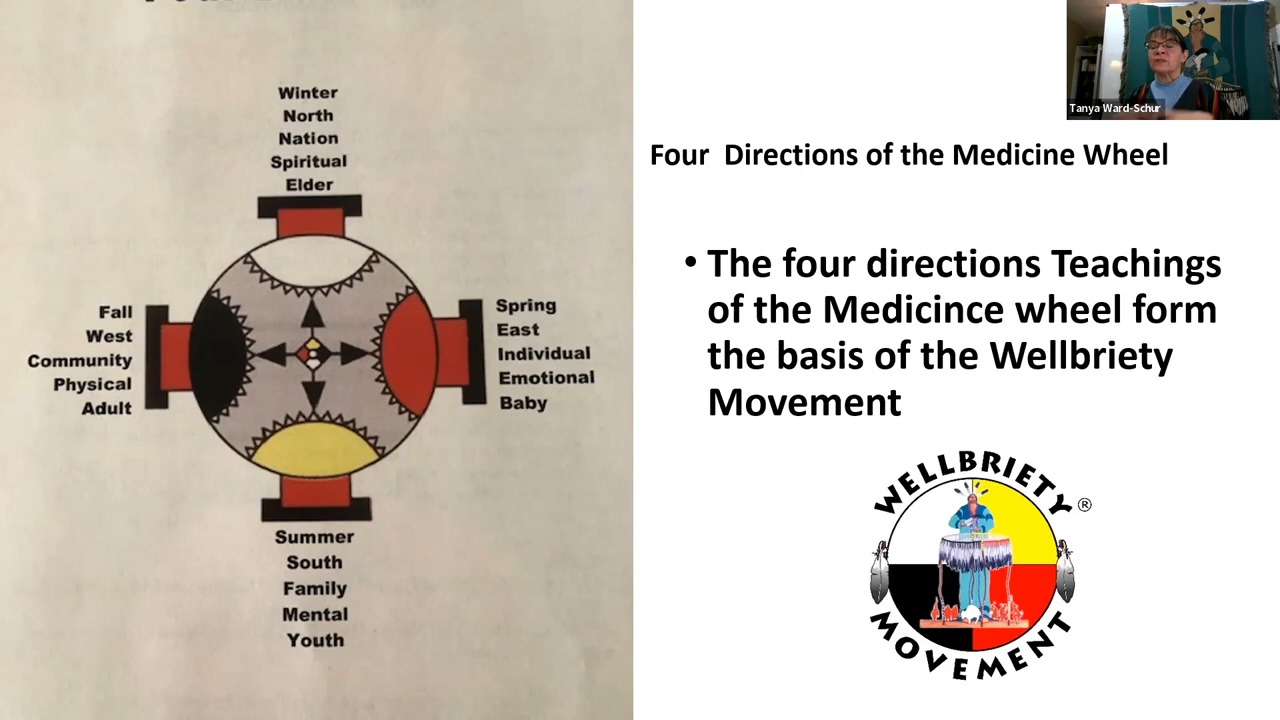 Winter
North
Nation
Spiritual
Elder
Fall
West
Community
Physical
Adult
Spring
East
Individual
Emotional
Baby
Summer
South
Family
Mental
Youth
Tanya Ward-Schur
Four Directions of the Medicine Wheel
• The four directions Teachings
of the Medicince wheel form
the basis of the Wellbriety
Movement
WELLBRIETY ®
MOVEMENT